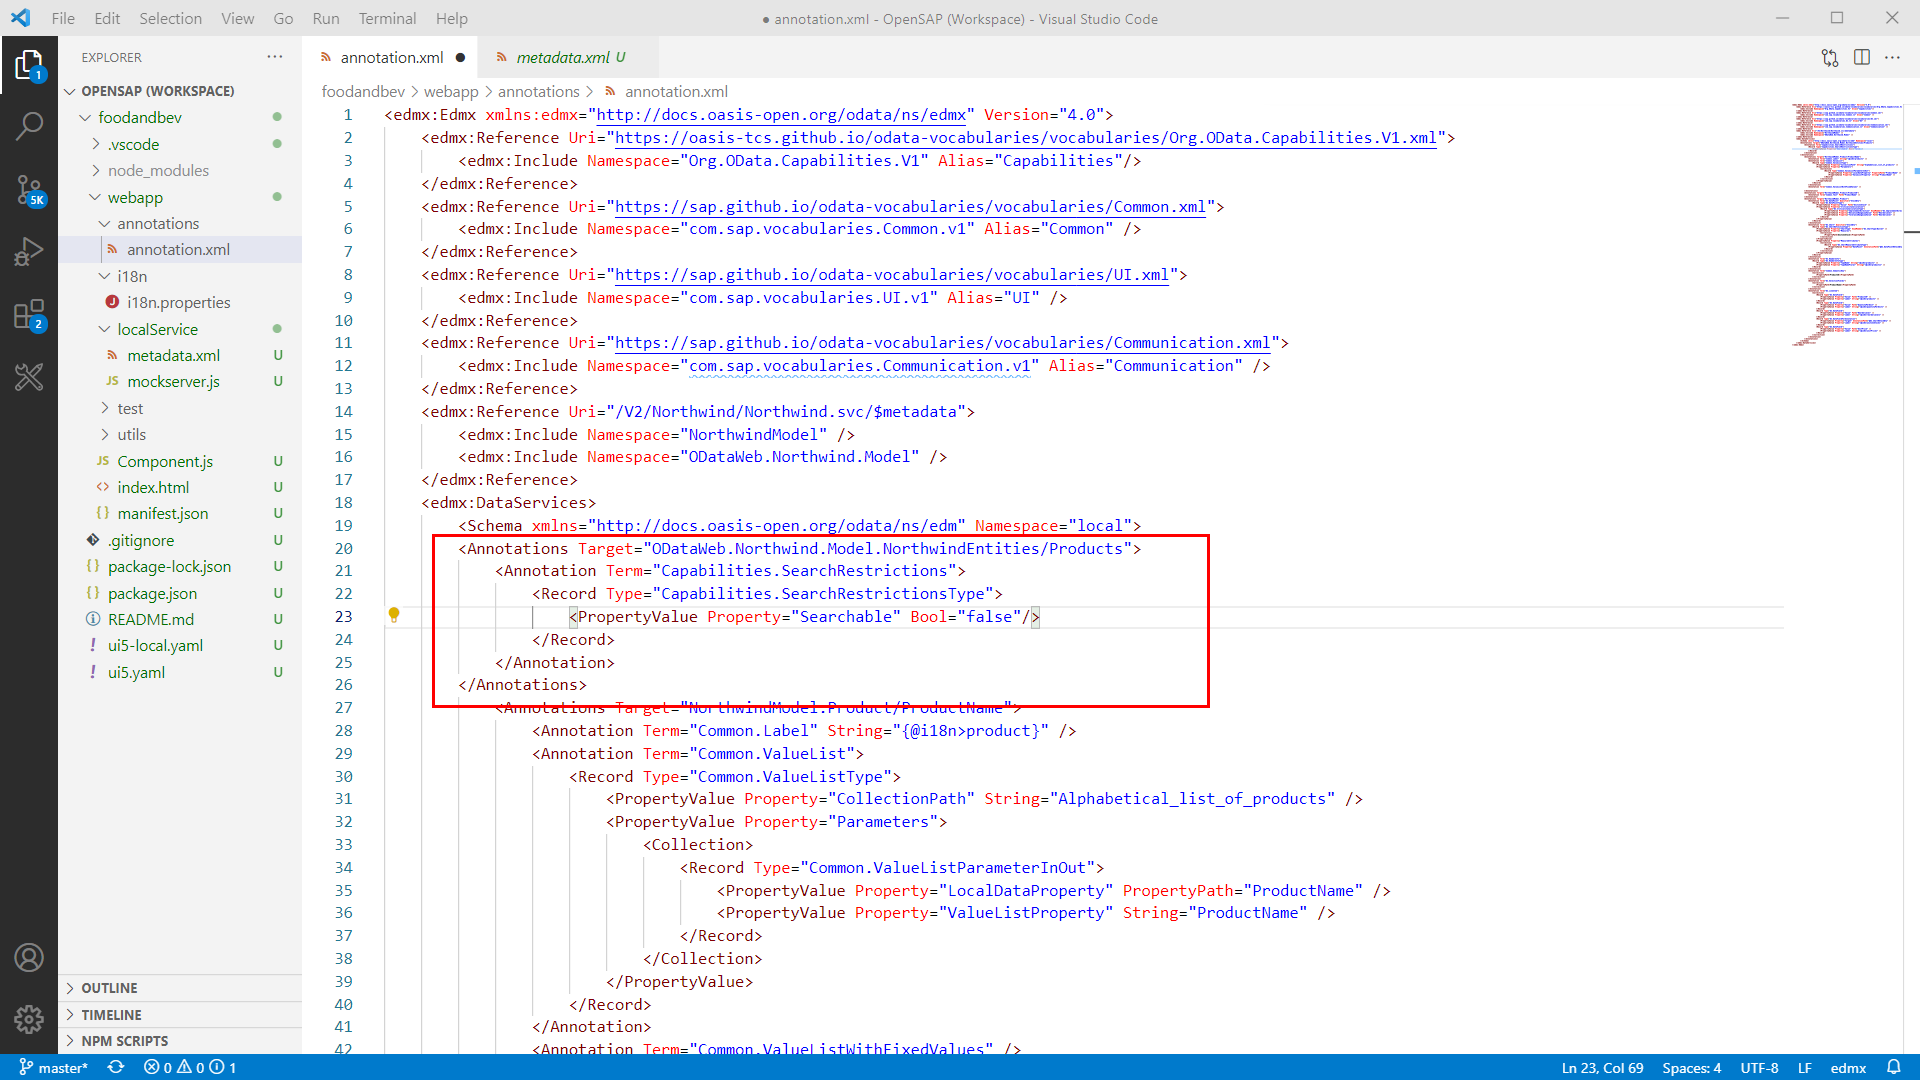 File Edit Selection View Go Run Terminal Help
● annotation.xml - OpenSAP (Workspace) - Visual Studio Code
EXPLORER
OPENSAP (WORKSPACE)
foodandbev
.vscode
node_modules
webapp
annotations
annotation.xml
i18n
i18n.properties
localService
metadata.xml U
JS mockserver.js U
test
utils
JS Component.js U
index.html U
manifest.json U
.gitignore U
package-lock.json U
package.json U
README.md U
ui5-local.yaml U
ui5.yaml U
OUTLINE
TIMELINE
NPM SCRIPTS
1
5K
2
annotation.xml ●
metadata.xml U
foodandbev > webapp > annotations > annotation.xml
1 <edmx:Edmx xmlns:edmx="http://docs.oasis-open.org/odata/ns/edmx" Version="4.0">
2 <edmx:Reference Uri="https://oasis-tcs.github.io/odata-vocabularies/vocabularies/Org.OData.Capabilities.V1.xml">
3 <edmx:Include Namespace="Org.OData.Capabilities.V1" Alias="Capabilities"/>
4 </edmx:Reference>
5 <edmx:Reference Uri="https://sap.github.io/odata-vocabularies/vocabularies/Common.xml">
6 <edmx:Include Namespace="com.sap.vocabularies.Common.v1" Alias="Common" />
7 </edmx:Reference>
8 <edmx:Reference Uri="https://sap.github.io/odata-vocabularies/vocabularies/UI.xml">
9 <edmx:Include Namespace="com.sap.vocabularies.UI.v1" Alias="UI" />
10 </edmx:Reference>
11 <edmx:Reference Uri="https://sap.github.io/odata-vocabularies/vocabularies/Communication.xml">
12 <edmx:Include Namespace="com.sap.vocabularies.Communication.v1" Alias="Communication" />
13 </edmx:Reference>
14 <edmx:Reference Uri="/V2/Northwind/Northwind.svc/$metadata">
15 <edmx:Include Namespace="NorthwindModel" />
16 <edmx:Include Namespace="ODataWeb.Northwind.Model" />
17 </edmx:Reference>
18 <edmx:DataServices>
19 <Schema xmlns="http://docs.oasis-open.org/odata/ns/edm" Namespace="local">
20 <Annotations Target="ODataWeb.Northwind.Model.NorthwindEntities/Products">
21 <Annotation Term="Capabilities.SearchRestrictions">
22 <Record Type="Capabilities.SearchRestrictionsType">
23 <PropertyValue Property="Searchable" Bool="false"/>
24 </Record>
25 </Annotation>
26 </Annotations>
27 <Annotations Target="NorthwindModel.Product/ProductName">
28 <Annotation Term="Common.Label" String="{@i18n>product}" />
29 <Annotation Term="Common.ValueList">
30 <Record Type="Common.ValueListType">
31 <PropertyValue Property="CollectionPath" String="Alphabetical_list_of_products" />
32 <PropertyValue Property="Parameters">
33 <Collection>
34 <Record Type="Common.ValueListParameterInOut">
35 <PropertyValue Property="LocalDataProperty" PropertyPath="ProductName" />
36 <PropertyValue Property="ValueListProperty" String="ProductName" />
37 </Record>
38 </Collection>
39 </PropertyValue>
40 </Record>
41 </Annotation>
42 <Annotation Term="Common.ValueListWithFixedValues" />
master* 0 0 1
Ln 23, Col 69 Spaces: 4 UTF-8 LF edmx